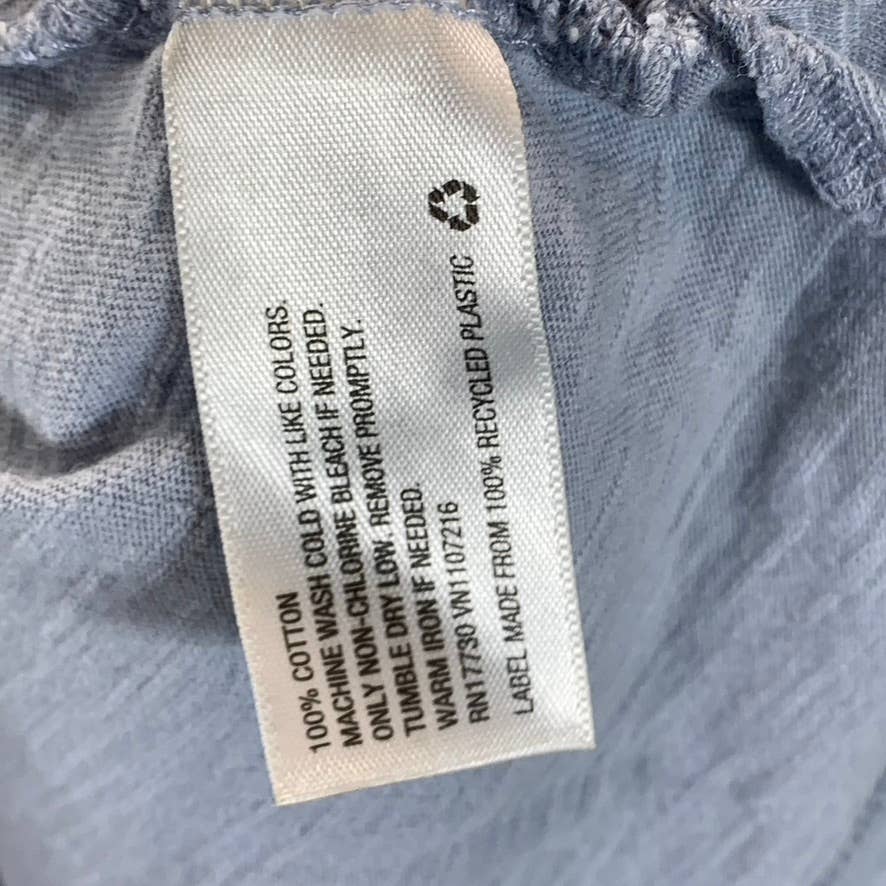 100% COTTON
MACHINE WASH COLD WITH LIKE COLORS.
ONLY NON-CHLORINE BLEACH IF NEEDED.
TUMBLE DRY LOW. REMOVE PROMPTLY.
WARM IRON IF NEEDED.
RN17730 VN1107216
LABEL MADE FROM 100% RECYCLED PLASTIC